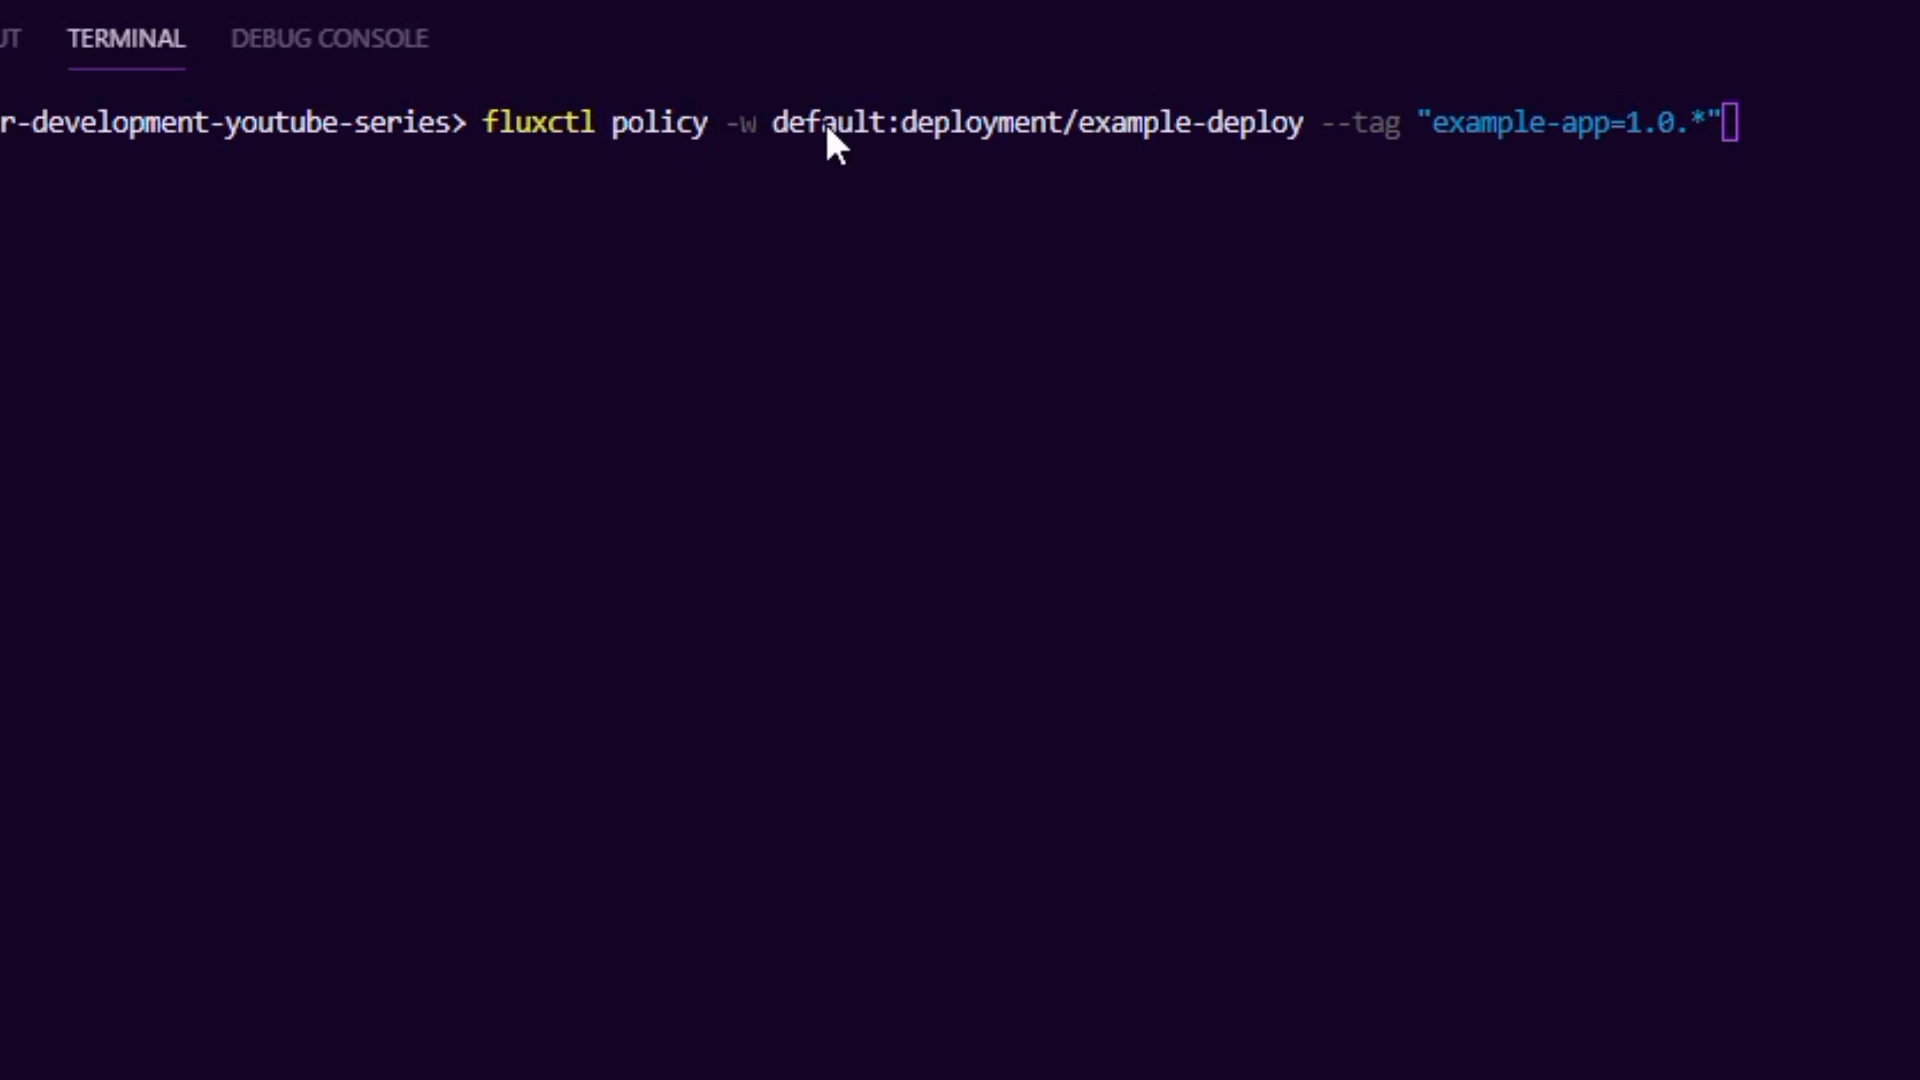 UT TERMINAL DEBUG CONSOLE
r-development-youtube-series> fluxctl policy -w default:deployment/example-deploy --tag "example-app=1.0.*"